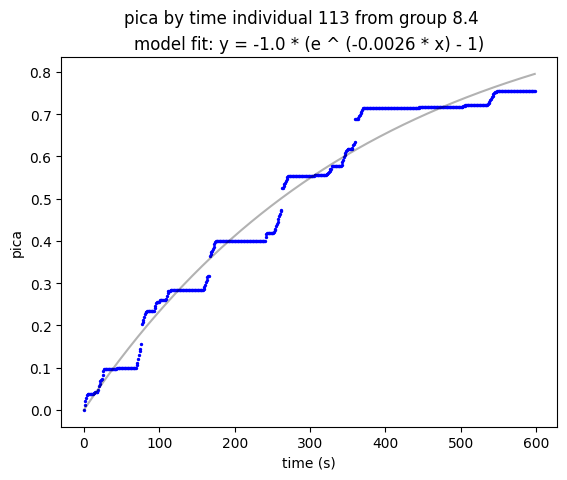 pica by time individual 113 from group 8.4
model fit: y = -1.0 * (e ^ (-0.0026 * x) - 1)
0.8
0.7
0.6
0.5
0.4
0.3
0.2
0.1
0.0
pica
0 100 200 300 400 500 600
time (s)